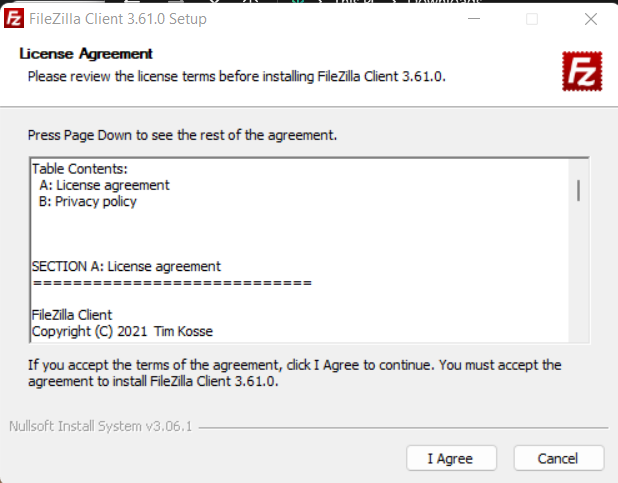 FileZilla Client 3.61.0 Setup
License Agreement
Please review the license terms before installing FileZilla Client 3.61.0.
Press Page Down to see the rest of the agreement.
Table Contents:
A: License agreement
B: Privacy policy
SECTION A: License agreement
============================
FileZilla Client
Copyright (C) 2021 Tim Kosse
If you accept the terms of the agreement, click I Agree to continue. You must accept the
agreement to install FileZilla Client 3.61.0.
Nullsoft Install System v3.06.1
I Agree
Cancel